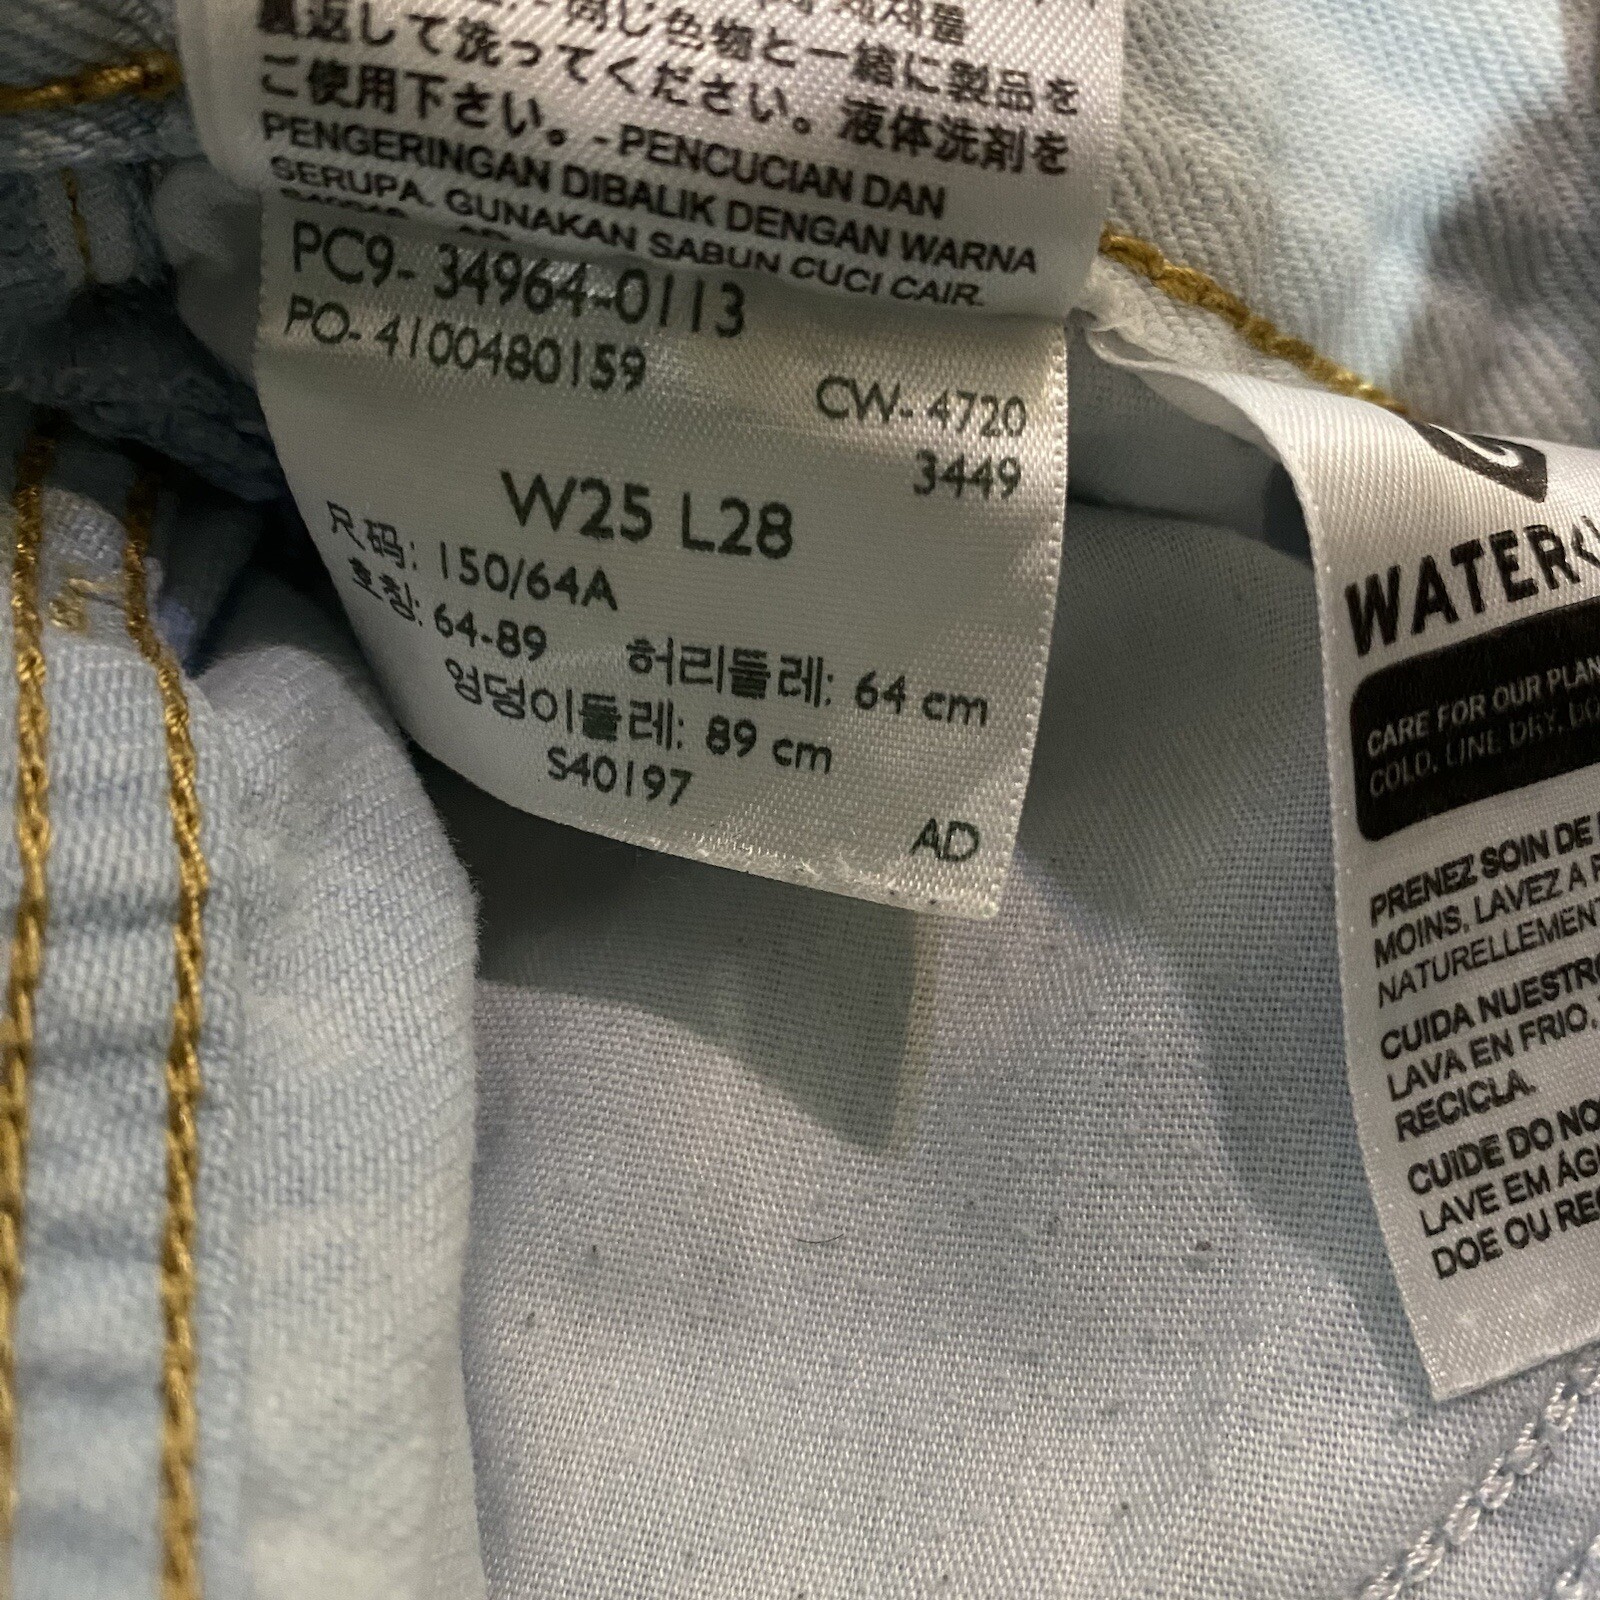 同じ色物と一緒に製品を
裏返して洗ってください。液体洗剤を
ご使用下さい。- PENCUCIAN DAN
PENGERINGAN DIBALIK DENGAN WARNA
SERUPA. GUNAKAN SABUN CUCI CAIR.
PC9- 34964-0113
PO- 4100480159
CW- 4720
3449
W25 L28
尺码: 150/64A
호칭: 64-89 허리둘레: 64 cm
엉덩이둘레: 89 cm
S40197
AD
WATER<
CARE FOR OUR PLAN
COLD, LINE DRY,
PRENEZ SOIN DE
MOINS, LAVEZ A
NATURELLEMENT
CUIDA NUESTRO
LAVA EN FRIO,
RECICLA.
CUIDE DO NO
LAVE EM ÁG
DOE OU REC